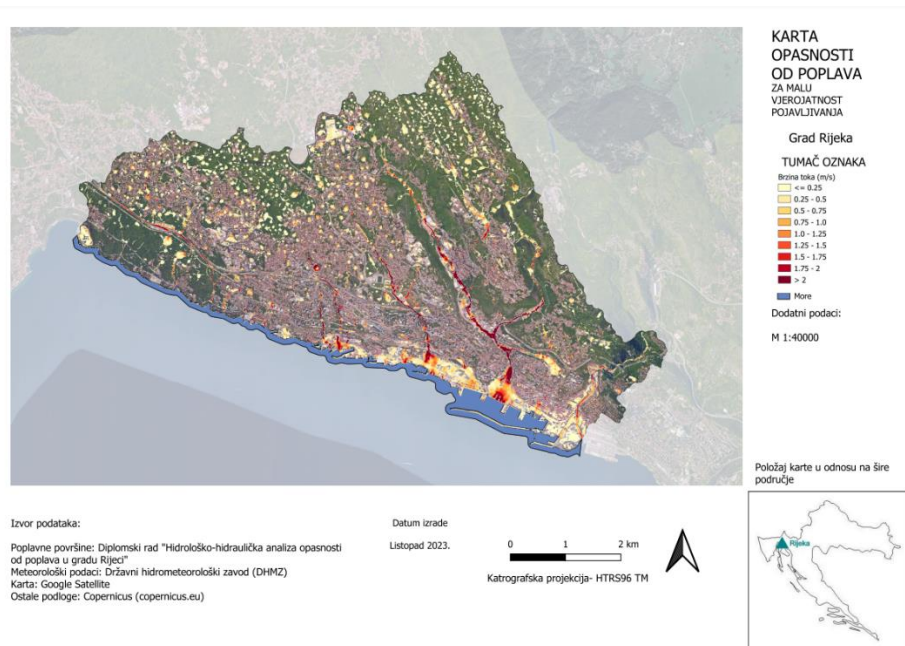 KARTA
OPASNOSTI
OD POPLAVA
ZA MALU
VJEROJATNOST
POJAVLJIVANJA
Grad Rijeka
TUMAČ OZNAKA
Brzina toka (m/s)
<= 0.25
0.25 - 0.5
0.5 - 0.75
0.75 - 1.0
1.0 - 1.25
1.25 - 1.5
1.5 - 1.75
1.75 - 2
> 2
More
Dodatni podaci:
M 1:40000
Položaj karte u odnosu na šire
područje
Rijeka
Izvor podataka:
Poplavne površine: Diplomski rad "Hidrološko-hidraulička analiza opasnosti
od poplava u gradu Rijeci"
Meteorološki podaci: Državni hidrometeorološki zavod (DHMZ)
Karta: Google Satellite
Ostale podloge: Copernicus (copernicus.eu)
Datum izrade
Listopad 2023.
0 1 2 km
Katrografska projekcija- HTRS96 TM